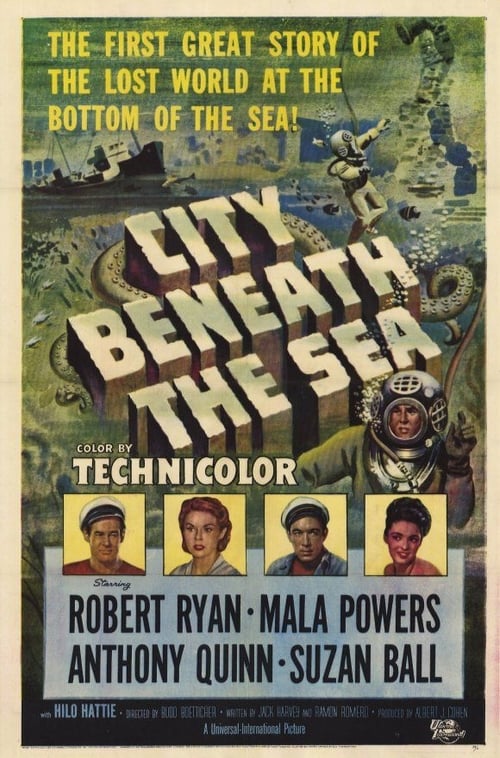 THE FIRST GREAT STORY OF
THE LOST WORLD AT THE
BOTTOM OF THE SEA!
CITY
BENEATH
THE SEA
COLOR BY
TECHNICOLOR
Starring
ROBERT RYAN · MALA POWERS
ANTHONY QUINN · SUZAN BALL
with HILO HATTIE · DIRECTED BY BUDD BOETTICHER · WRITTEN BY JACK HARVEY AND RAMON ROMERO · PRODUCED BY ALBERT J. COHEN
A Universal-International Picture
Universal International